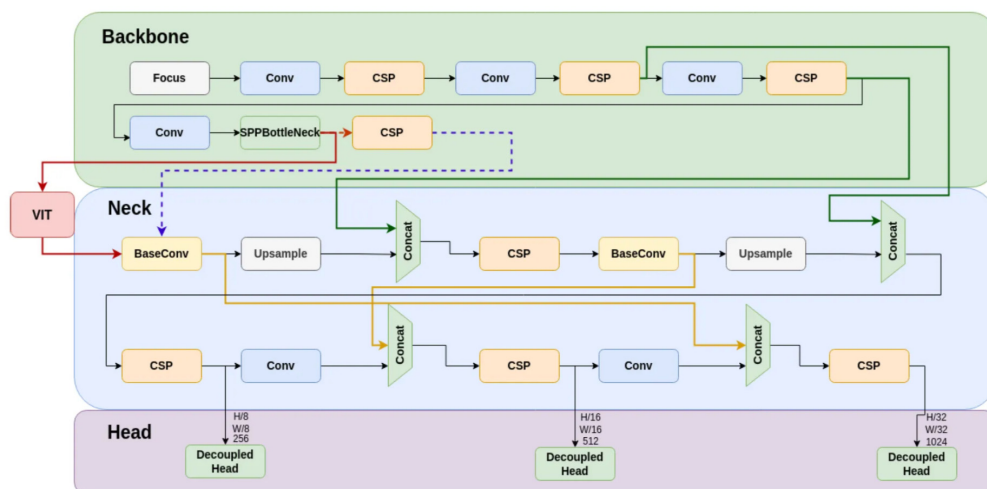 Backbone
Focus
Conv
CSP
Conv
CSP
Conv
CSP
Conv
SPPBottleNeck
CSP
VIT
Neck
BaseConv
Upsample
Concat
CSP
BaseConv
Upsample
Concat
CSP
Conv
Concat
CSP
Conv
Concat
CSP
Head
H/8
W/8
256
Decoupled
Head
H/16
W/16
512
Decoupled
Head
H/32
W/32
1024
Decoupled
Head